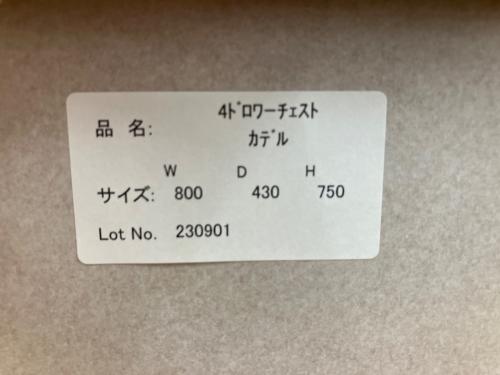 品 名: 4ﾄﾞﾛﾜｰﾁｪｽﾄ
ｶﾃﾞﾙ
W D H
サイズ: 800 430 750
Lot No. 230901